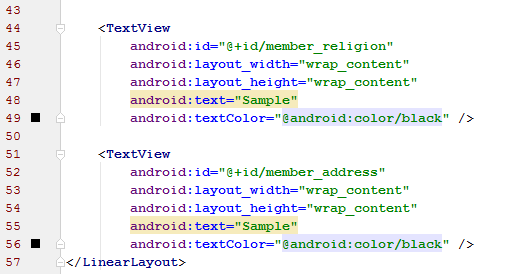 43
44 <TextView
45 android:id="@+id/member_religion"
46 android:layout_width="wrap_content"
47 android:layout_height="wrap_content"
48 android:text="Sample"
49 android:textColor="@android:color/black" />
50
51 <TextView
52 android:id="@+id/member_address"
53 android:layout_width="wrap_content"
54 android:layout_height="wrap_content"
55 android:text="Sample"
56 android:textColor="@android:color/black" />
57 </LinearLayout>